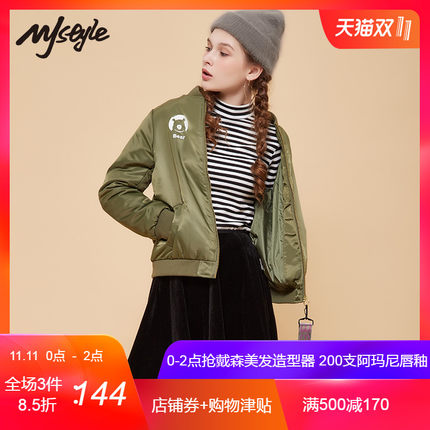 Mjstyle
天猫双11
Bear
11.11 0点 - 2点
0-2点抢戴森美发造型器 200支阿玛尼唇釉
全场3件
8.5折
:144
店铺券+购物津贴
满500减170